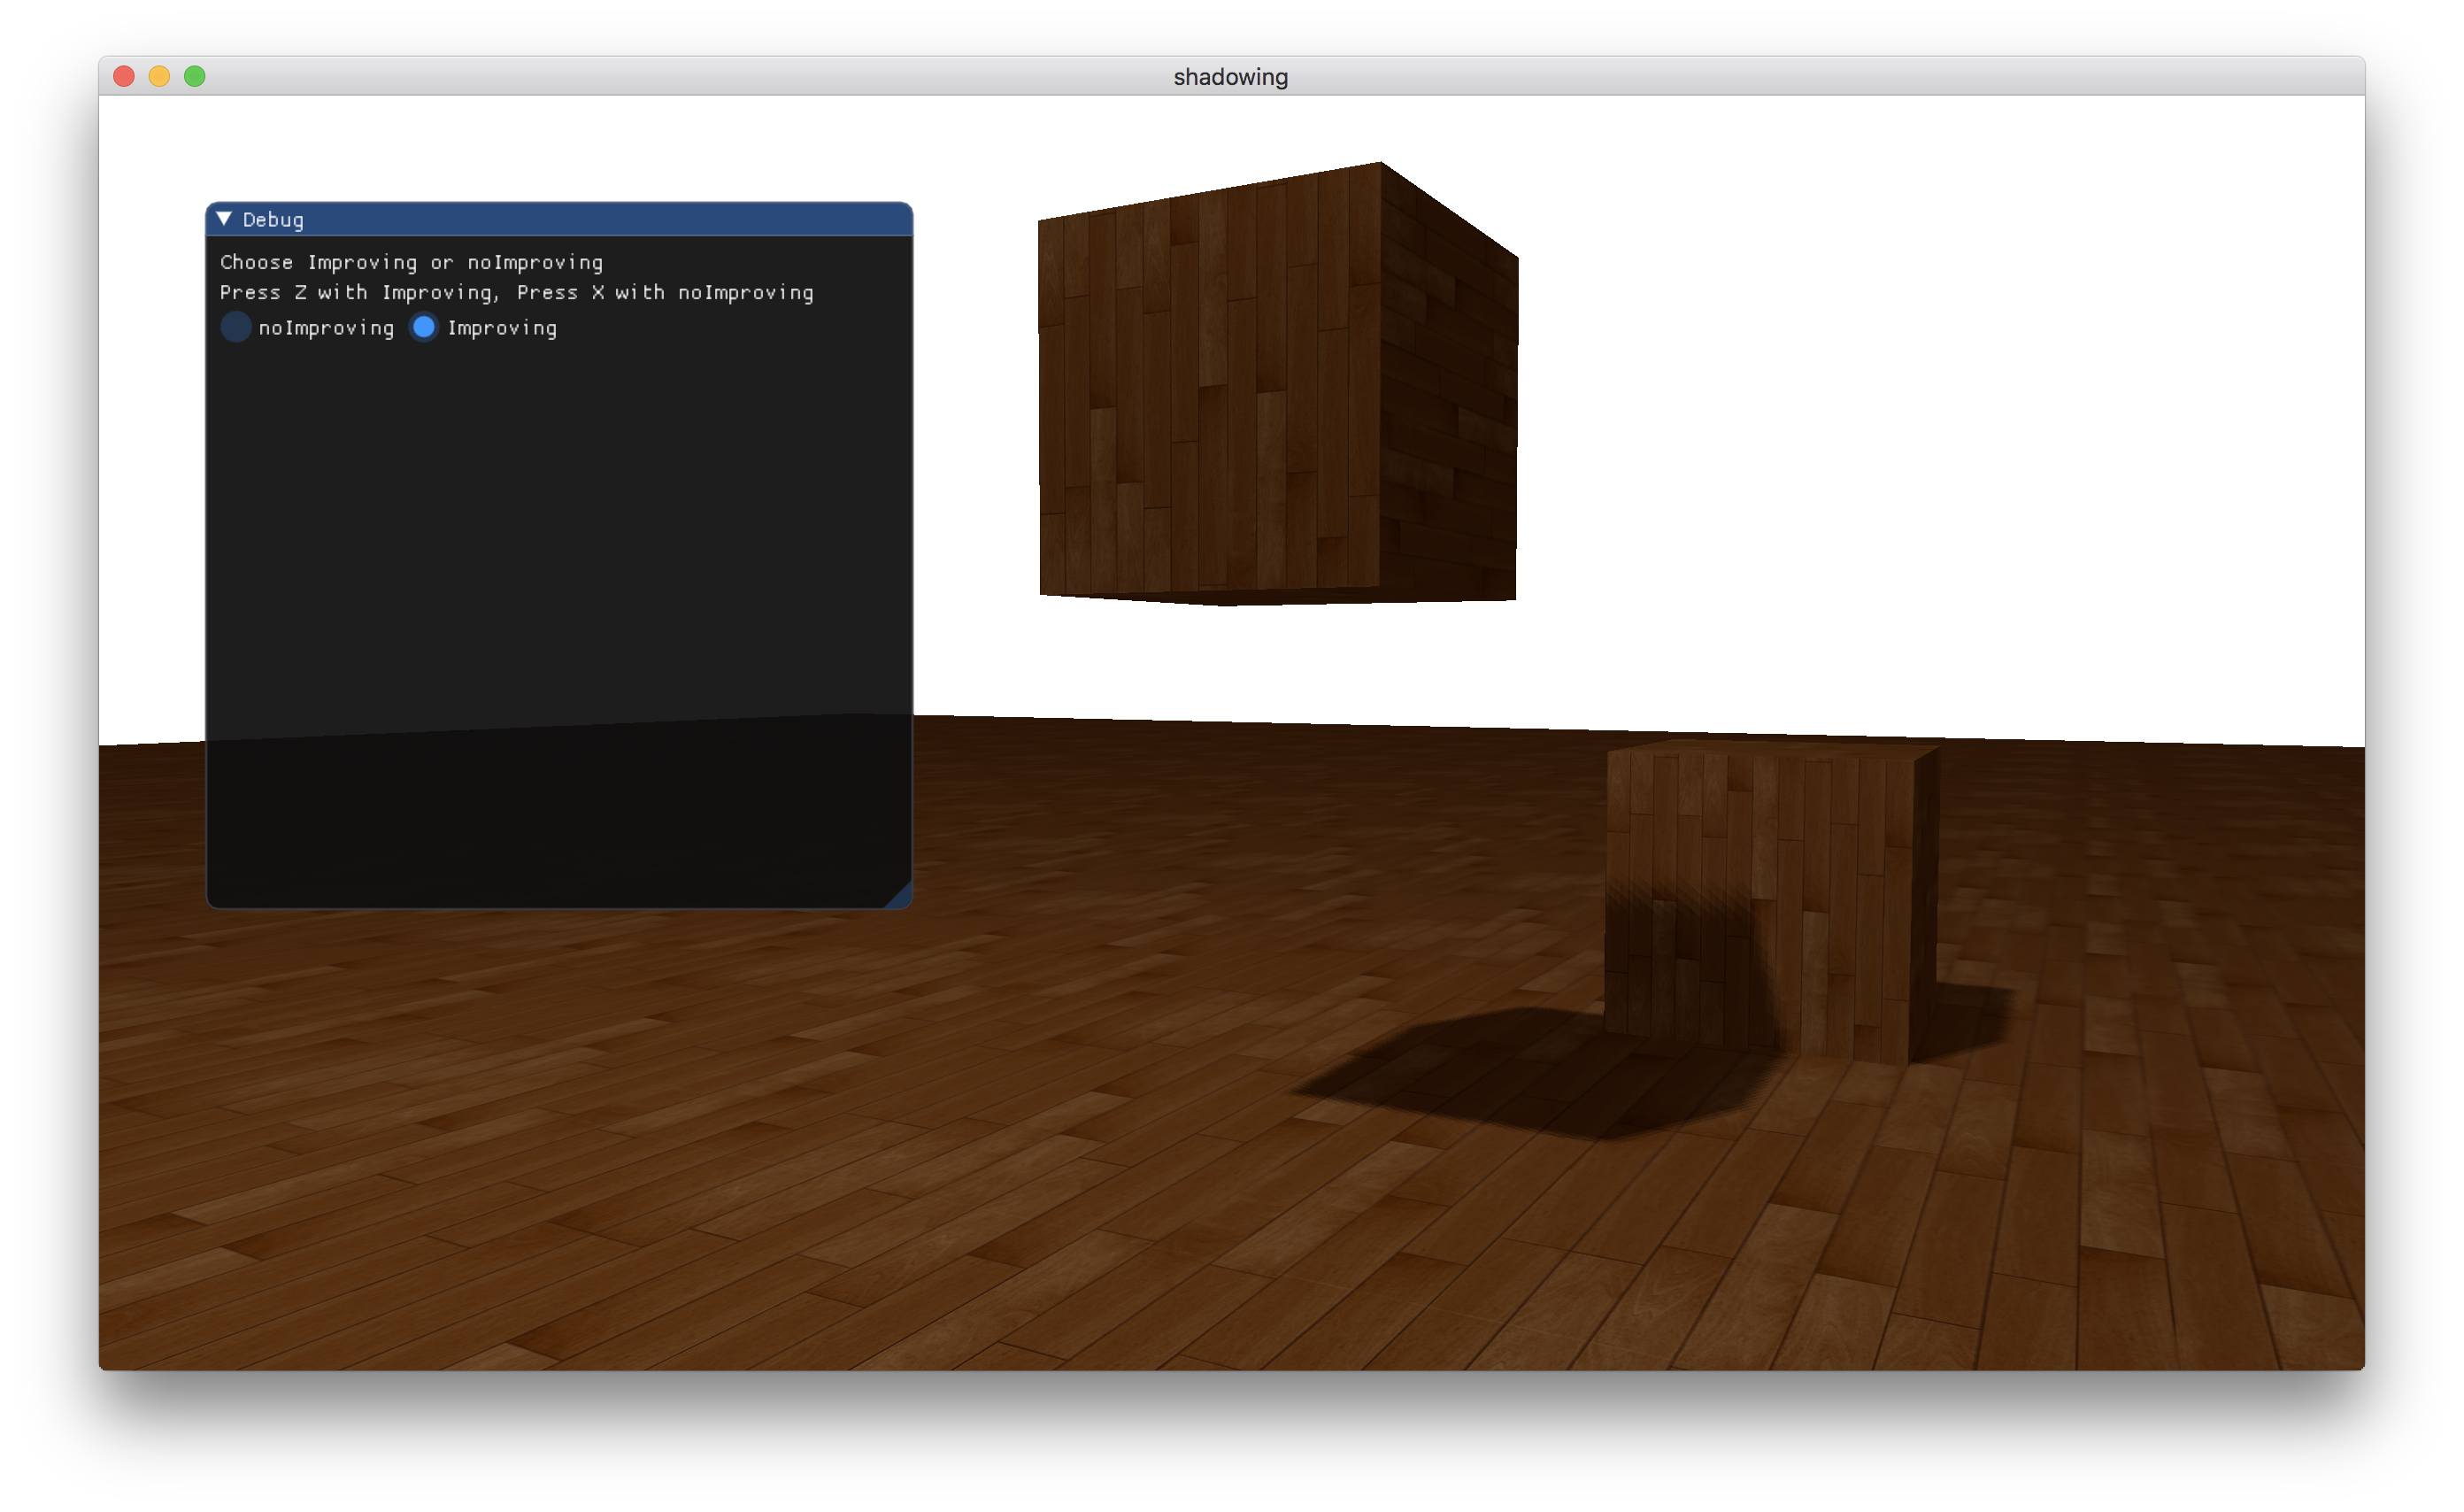 shadowing
Debug
Choose Improving or noImproving
Press Z with Improving, Press X with noImproving
noImproving Improving